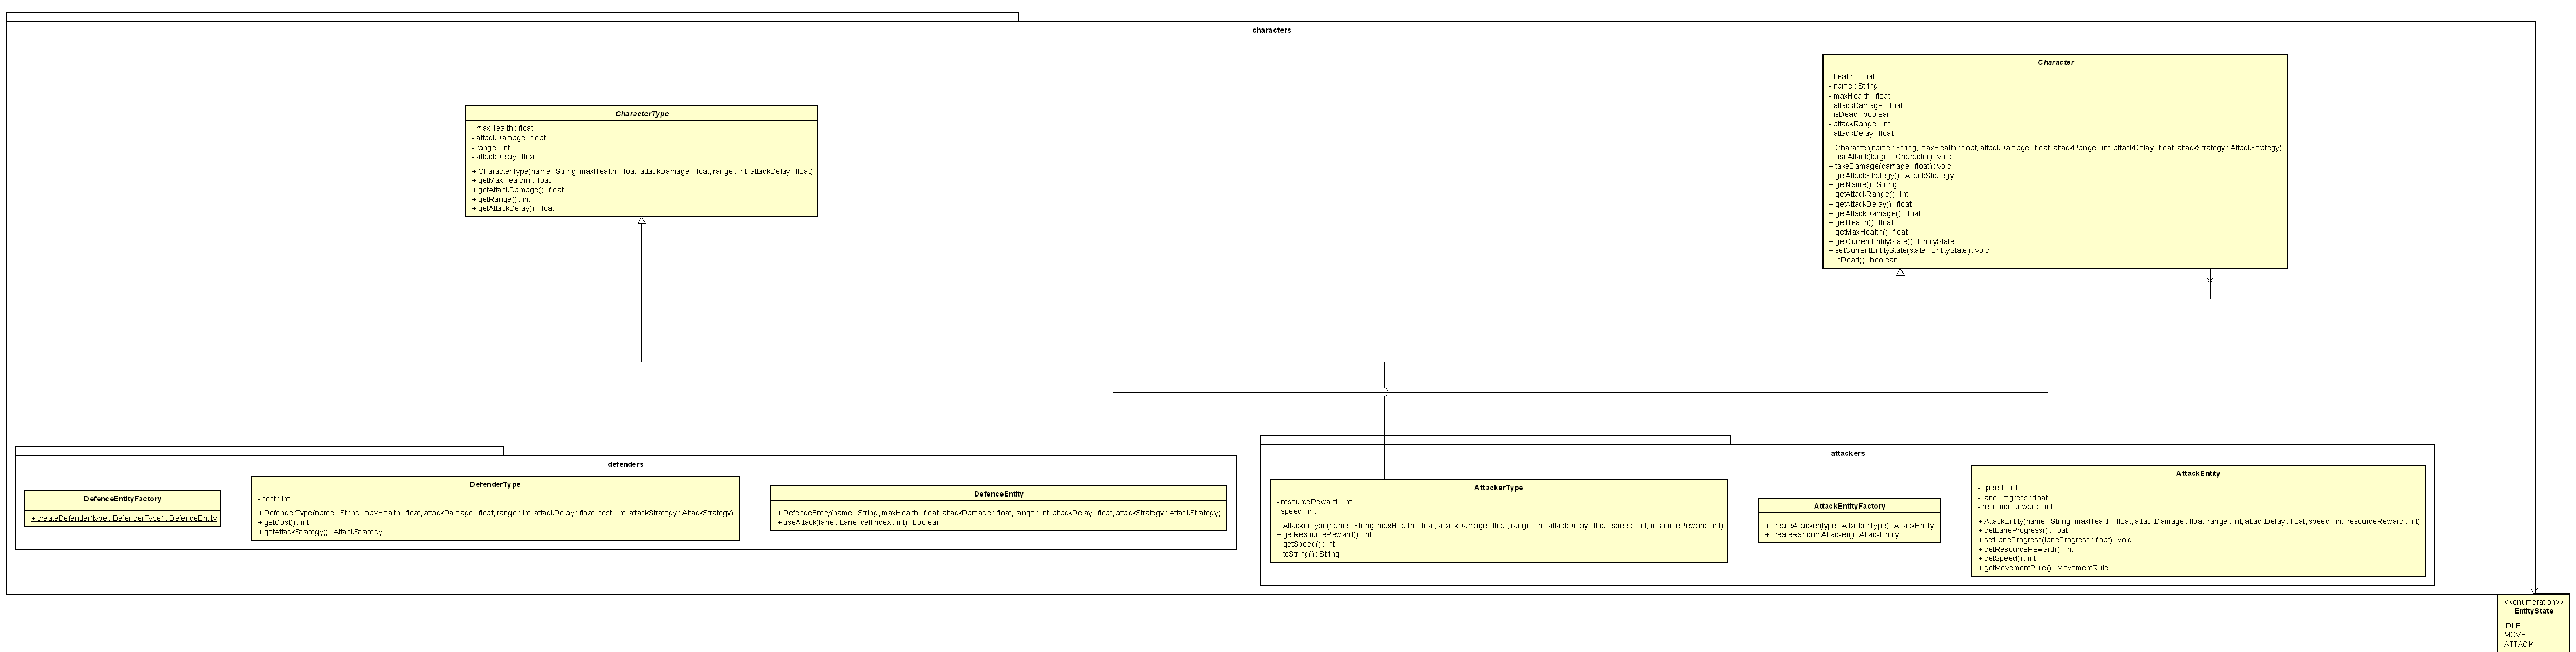 characters
CharacterType
- maxHealth : float
- attackDamage : float
- range : int
- attackDelay : float
+ CharacterType(name : String, maxHealth : float, attackDamage : float, range : int, attackDelay : float)
+ getMaxHealth() : float
+ getAttackDamage() : float
+ getRange() : int
+ getAttackDelay() : float
Character
- health : float
- name : String
- maxHealth : float
- attackDamage : float
- isDead : boolean
- attackRange : int
- attackDelay : float
+ Character(name : String, maxHealth : float, attackDamage : float, attackRange : int, attackDelay : float, attackStrategy : AttackStrategy)
+ useAttack(target : Character) : void
+ takeDamage(damage : float) : void
+ getAttackStrategy() : AttackStrategy
+ getName() : String
+ getAttackRange() : int
+ getAttackDelay() : float
+ getAttackDamage() : float
+ getHealth() : float
+ getMaxHealth() : float
+ getCurrentEntityState() : EntityState
+ setCurrentEntityState(state : EntityState) : void
+ isDead() : boolean
defenders
DefenceEntityFactory
+ createDefender(type : DefenderType) : DefenceEntity
DefenderType
- cost : int
+ DefenderType(name : String, maxHealth : float, attackDamage : float, range : int, attackDelay : float, cost : int, attackStrategy : AttackStrategy)
+ getCost() : int
+ getAttackStrategy() : AttackStrategy
DefenceEntity
+ DefenceEntity(name : String, maxHealth : float, attackDamage : float, range : int, attackDelay : float, attackStrategy : AttackStrategy)
+ useAttack(lane : Lane, cellIndex : int) : boolean
attackers
AttackerType
- resourceReward : int
- speed : int
+ AttackerType(name : String, maxHealth : float, attackDamage : float, range : int, attackDelay : float, speed : int, resourceReward : int)
+ getResourceReward() : int
+ getSpeed() : int
+ toString() : String
AttackEntityFactory
+ createAttacker(type : AttackerType) : AttackEntity
+ createRandomAttacker() : AttackEntity
AttackEntity
- speed : int
- laneProgress : float
- resourceReward : int
+ AttackEntity(name : String, maxHealth : float, attackDamage : float, range : int, attackDelay : float, speed : int, resourceReward : int)
+ getLaneProgress() : float
+ setLaneProgress(laneProgress : float) : void
+ getResourceReward() : int
+ getSpeed() : int
+ getMovementRule() : MovementRule
<<enumeration>>
EntityState
IDLE
MOVE
ATTACK